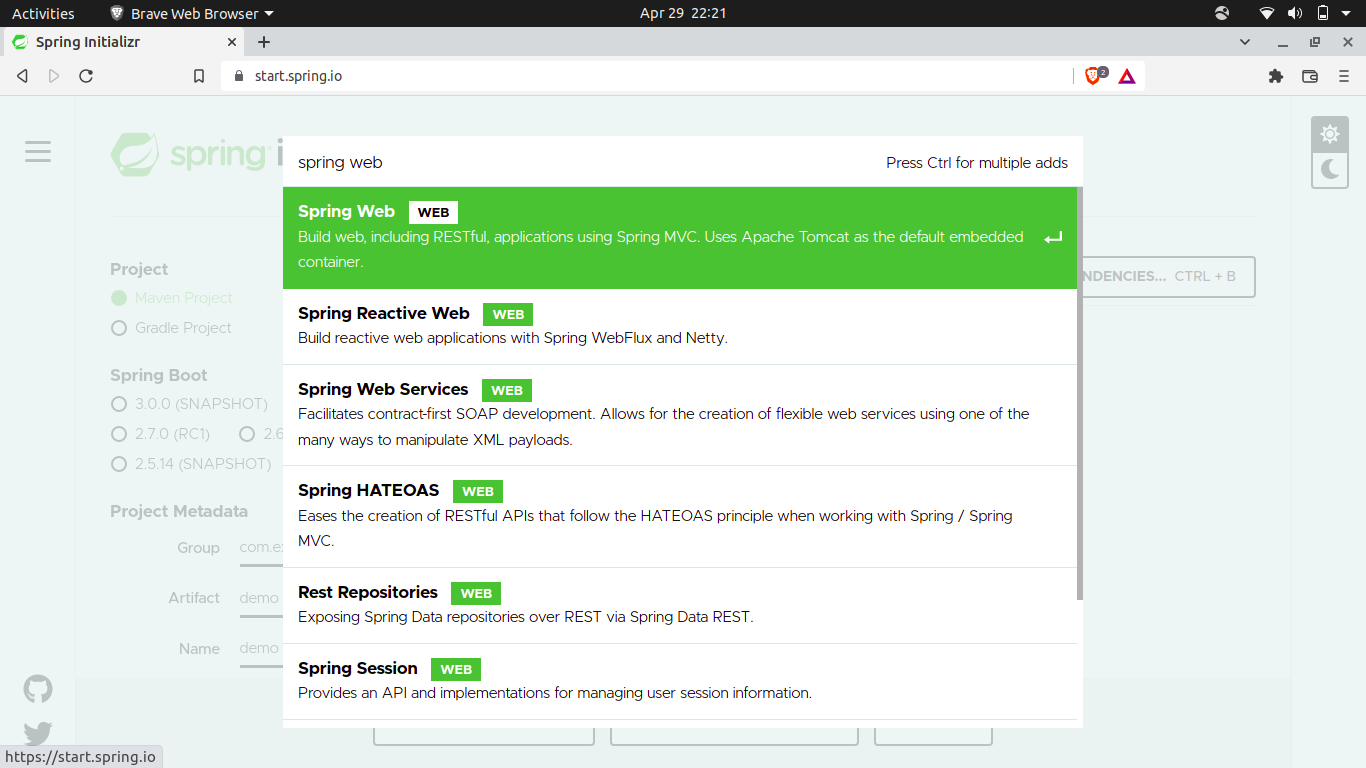 Activities
Brave Web Browser
Apr 29 22:21
Spring Initializr
start.spring.io
2
spring
spring web
Press Ctrl for multiple adds
Spring Web WEB
Build web, including RESTful, applications using Spring MVC. Uses Apache Tomcat as the default embedded
container.
Spring Reactive Web WEB
Build reactive web applications with Spring WebFlux and Netty.
Spring Web Services WEB
Facilitates contract-first SOAP development. Allows for the creation of flexible web services using one of the
many ways to manipulate XML payloads.
Spring HATEOAS WEB
Eases the creation of RESTful APIs that follow the HATEOAS principle when working with Spring / Spring
MVC.
Rest Repositories WEB
Exposing Spring Data repositories over REST via Spring Data REST.
Spring Session WEB
Provides an API and implementations for managing user session information.
Project
Maven Project
Gradle Project
Spring Boot
3.0.0 (SNAPSHOT)
2.7.0 (RC1) 2.6
2.5.14 (SNAPSHOT)
Project Metadata
Group com.ex
Artifact demo
Name demo
NDENCIES... CTRL + B
https://start.spring.io